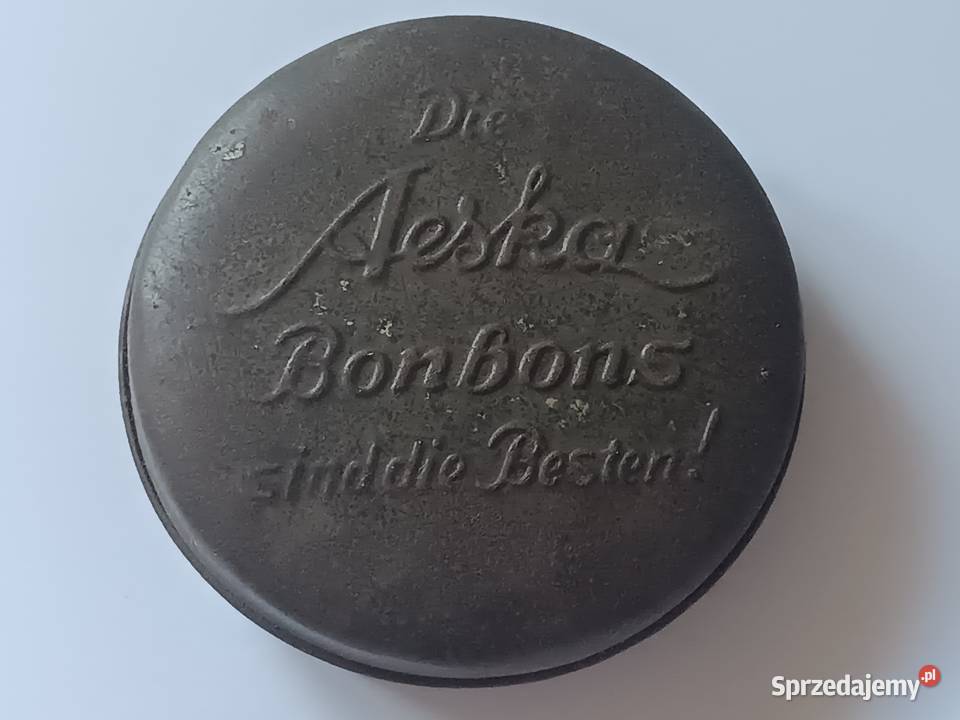 Die
Aeska
Bonbons
sind die Besten!
Sprzedajemy.pl